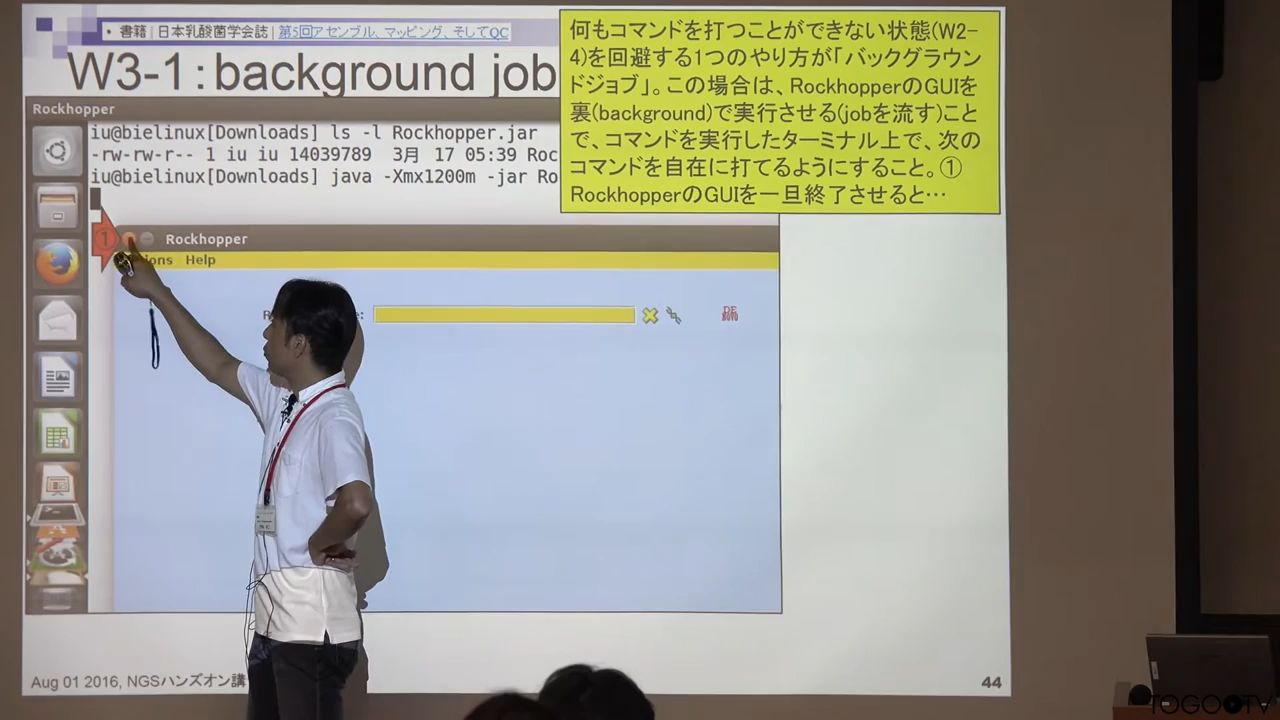 • 書籍 | 日本乳酸菌学会誌 | 第5回アセンブル、マッピング、そしてQC
W3-1：background job
何もコマンドを打つことができない状態(W2-
4)を回避する1つのやり方が「バックグラウン
ドジョブ」。この場合は、RockhopperのGUIを
裏(background)で実行させる(jobを流す)こと
で、コマンドを実行したターミナル上で、次の
コマンドを自在に打てるようにすること。①
RockhopperのGUIを一旦終了させると…
Rockhopper
iu@bielinux[Downloads] ls -l Rockhopper.jar
-rw-rw-r-- 1 iu iu 14039789 3月 17 05:39 Roc
iu@bielinux[Downloads] java -Xmx1200m -jar Ro
①
Rockhopper
Help
Aug 01 2016, NGSハンズオン講
44
TOGOTV